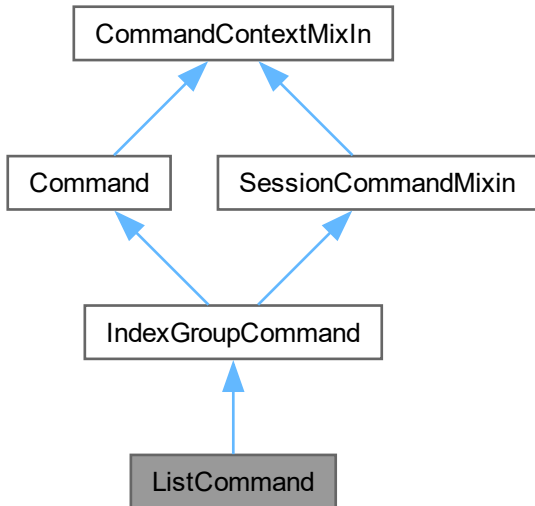 CommandContextMixIn
Command
SessionCommandMixin
IndexGroupCommand
ListCommand